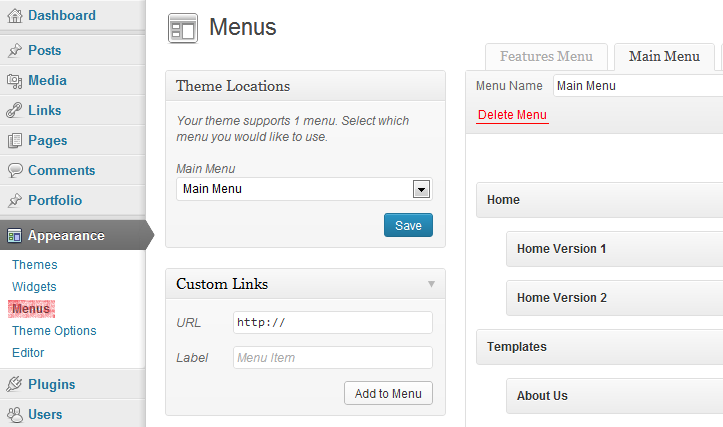 Dashboard
Posts
Media
Links
Pages
Comments
Portfolio
Appearance
Themes
Widgets
Menus
Theme Options
Editor
Plugins
Users
Menus
Theme Locations
Your theme supports 1 menu. Select which
menu you would like to use.
Main Menu
Main Menu
Save
Custom Links
URL http://
Label Menu Item
Add to Menu
Features Menu Main Menu
Menu Name Main Menu
Delete Menu
Home
Home Version 1
Home Version 2
Templates
About Us